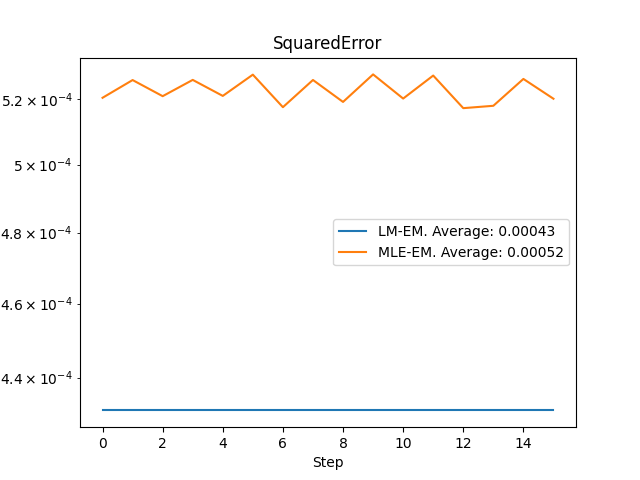 SquaredError
5.2 × 10⁻⁴
5 × 10⁻⁴
4.8 × 10⁻⁴
4.6 × 10⁻⁴
4.4 × 10⁻⁴
LM-EM. Average: 0.00043
MLE-EM. Average: 0.00052
0 2 4 6 8 10 12 14
Step